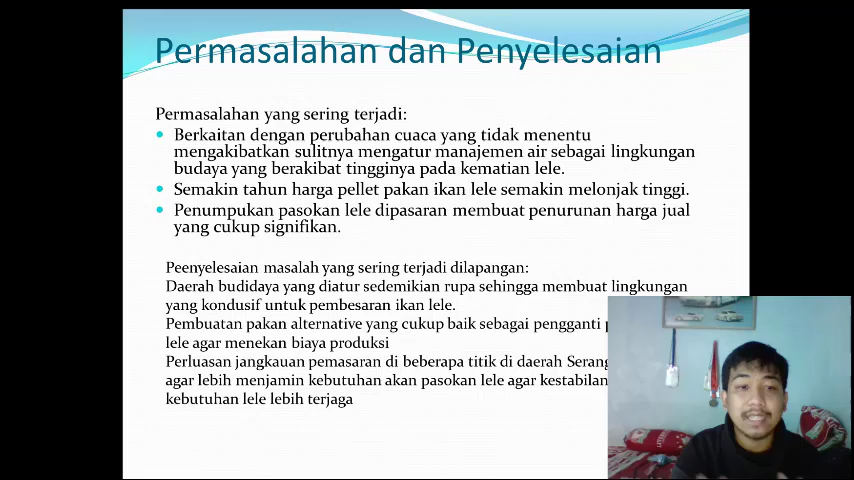 Permasalahan dan Penyelesaian
Permasalahan yang sering terjadi:
Berkaitan dengan perubahan cuaca yang tidak menentu
mengakibatkan sulitnya mengatur manajemen air sebagai lingkungan
budaya yang berakibat tingginya pada kematian lele.
Semakin tahun harga pellet pakan ikan lele semakin melonjak tinggi.
Penumpukan pasokan lele dipasaran membuat penurunan harga jual
yang cukup signifikan.
Peenyelesaian masalah yang sering terjadi dilapangan:
Daerah budidaya yang diatur sedemikian rupa sehingga membuat lingkungan
yang kondusif untuk pembesaran ikan lele.
Pembuatan pakan alternative yang cukup baik sebagai pengganti
lele agar menekan biaya produksi
Perluasan jangkauan pemasaran di beberapa titik di daerah Serang
agar lebih menjamin kebutuhan akan pasokan lele agar kestabilan
kebutuhan lele lebih terjaga